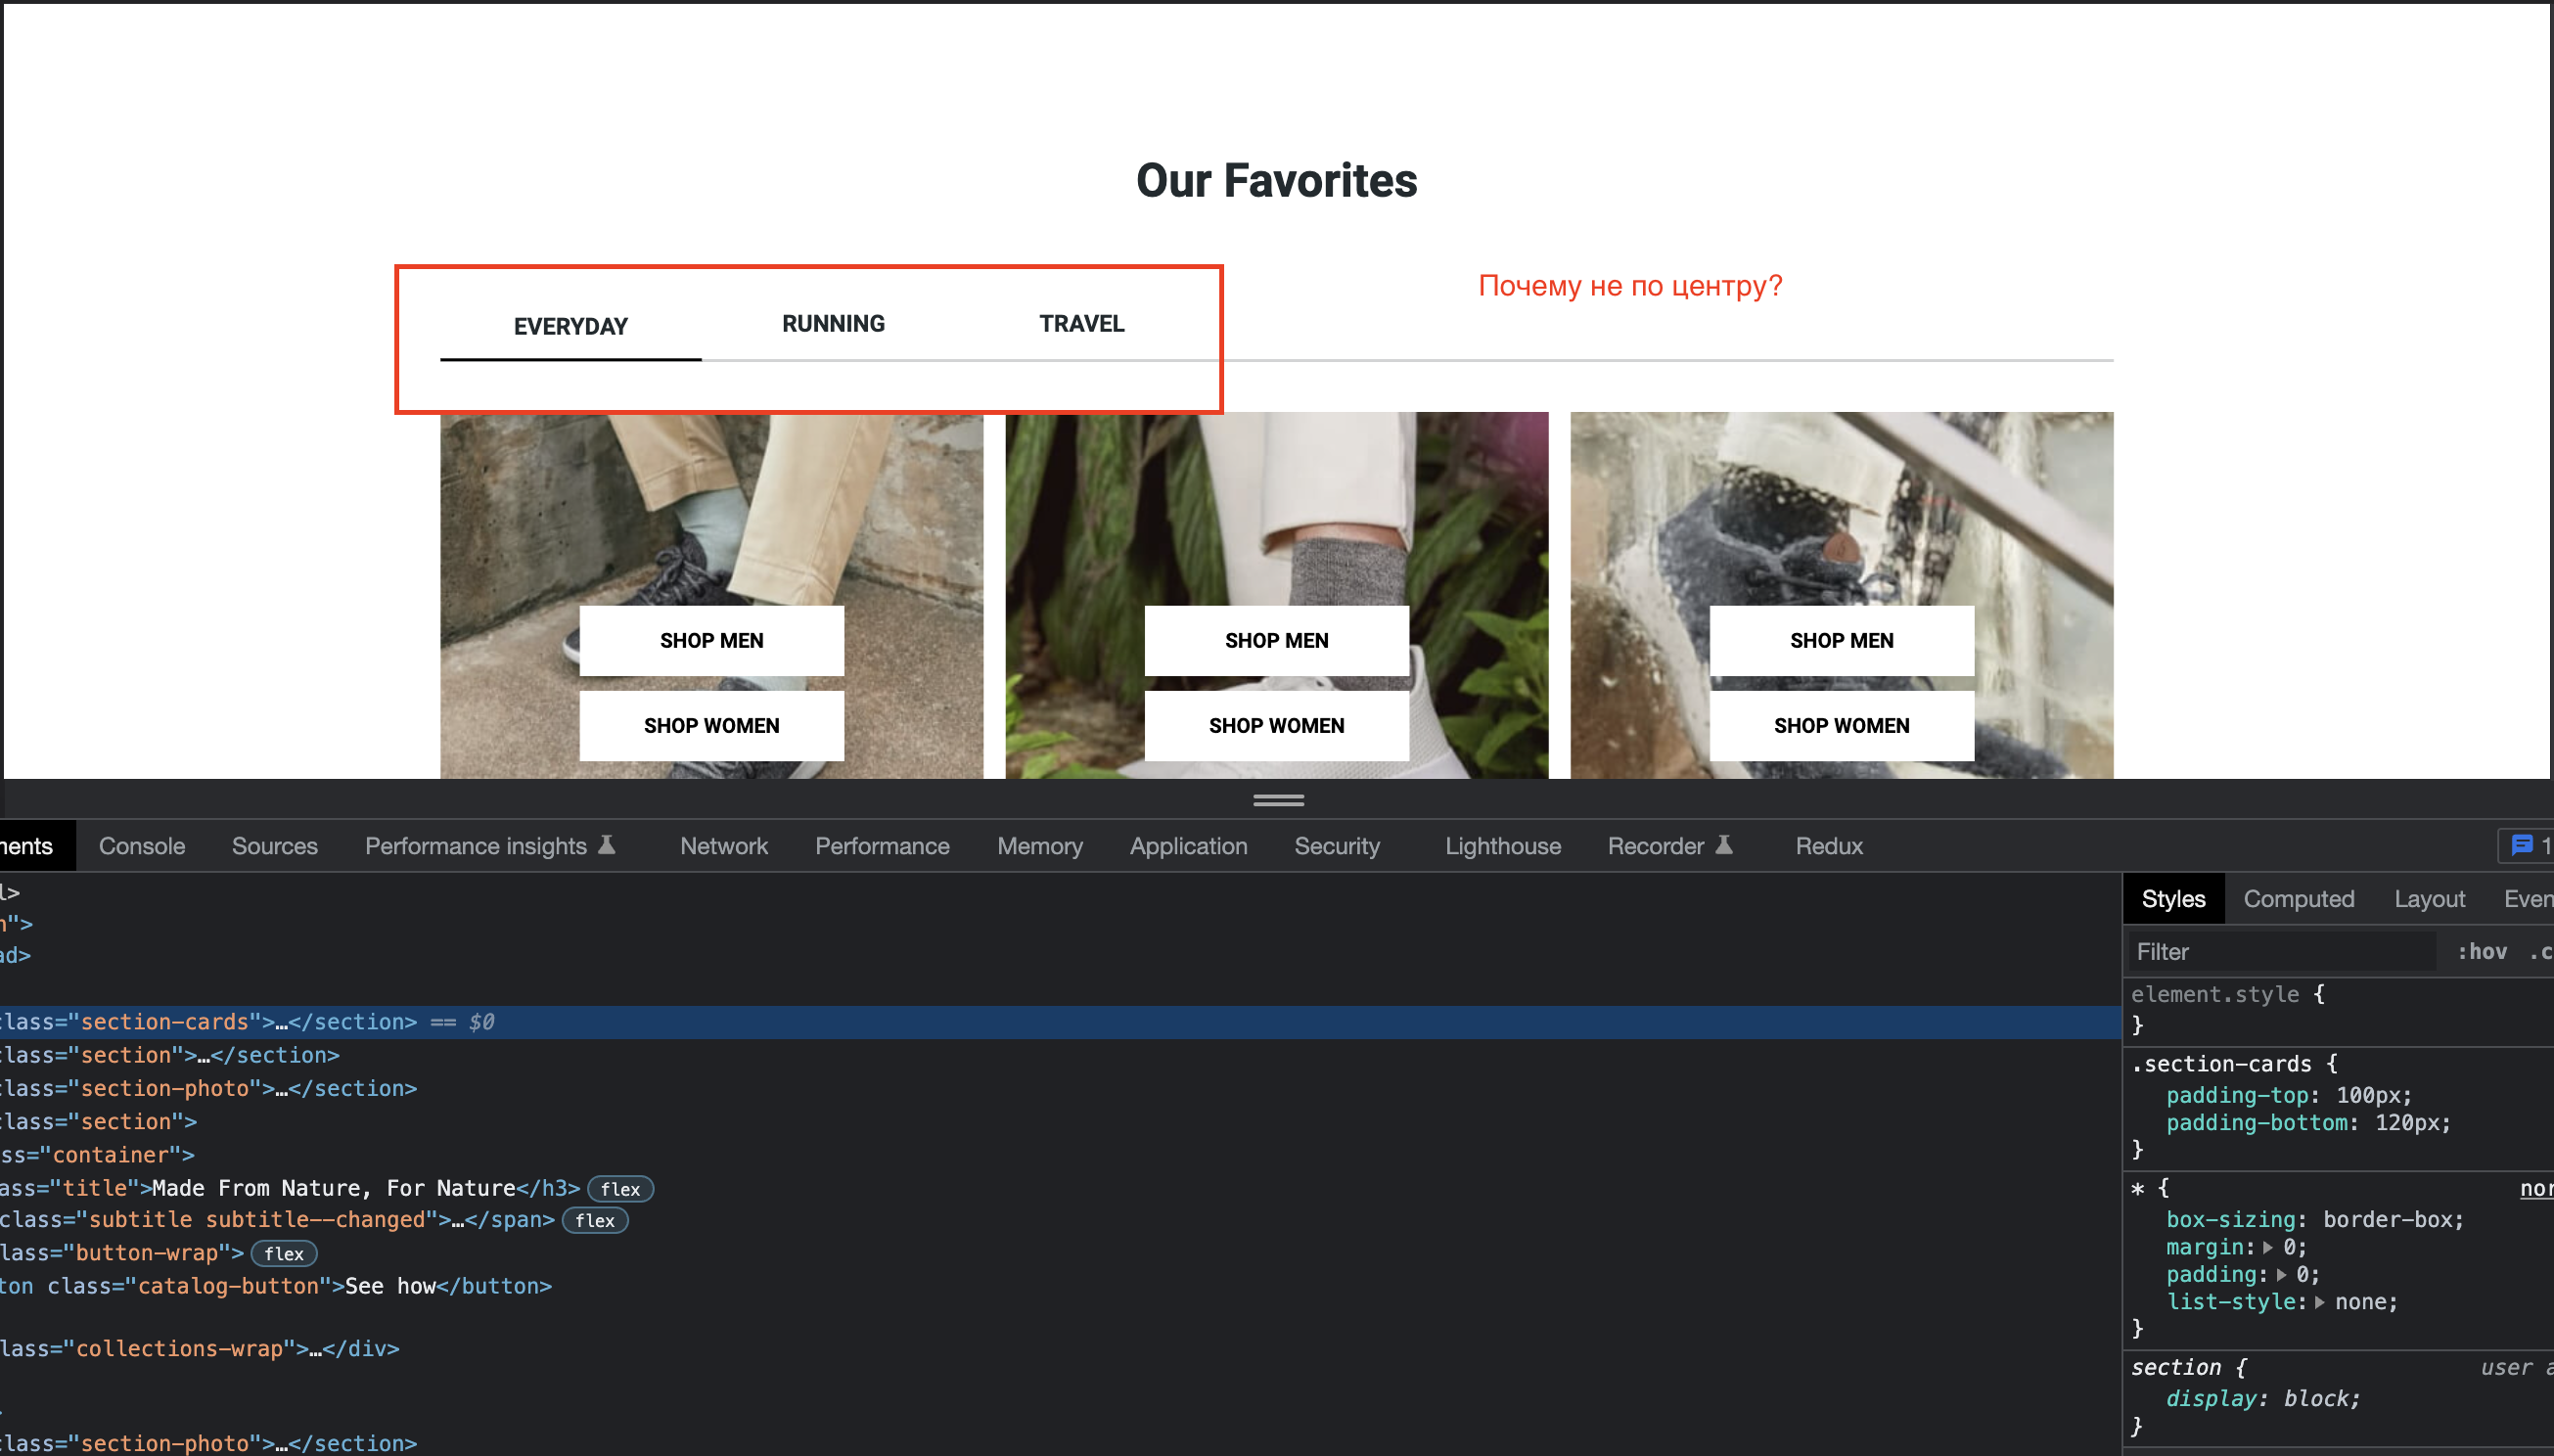 Our Favorites
Почему не по центру?
EVERYDAY RUNNING TRAVEL
SHOP MEN SHOP MEN SHOP MEN
SHOP WOMEN SHOP WOMEN SHOP WOMEN
nents Console Sources Performance insights Network Performance Memory Application Security Lighthouse Recorder Redux 1
l>
n">
ad>
class="section-cards">…</section> == $0
class="section">…</section>
class="section-photo">…</section>
class="section">
ss="container">
ass="title">Made From Nature, For Nature</h3> flex
class="subtitle subtitle--changed">…</span> flex
lass="button-wrap"> flex
ton class="catalog-button">See how</button>
lass="collections-wrap">…</div>
>
class="section-photo">…</section>
Styles Computed Layout Even
Filter :hov .c
element.style {
}
.section-cards {
padding-top: 100px;
padding-bottom: 120px;
}
* { nor
box-sizing: border-box;
margin: 0;
padding: 0;
list-style: none;
}
section { user a
display: block;
}